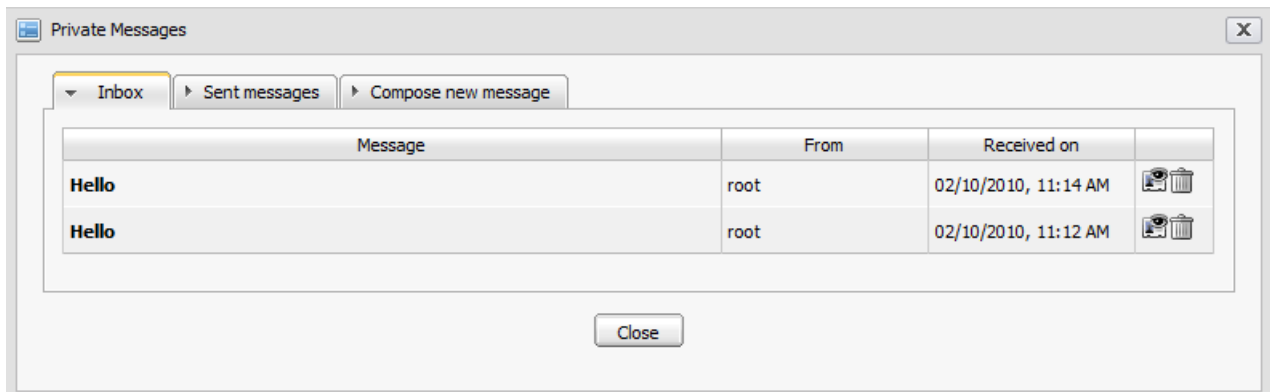 Private Messages
Inbox Sent messages Compose new message
Message From Received on
Hello root 02/10/2010, 11:14 AM
Hello root 02/10/2010, 11:12 AM
Close